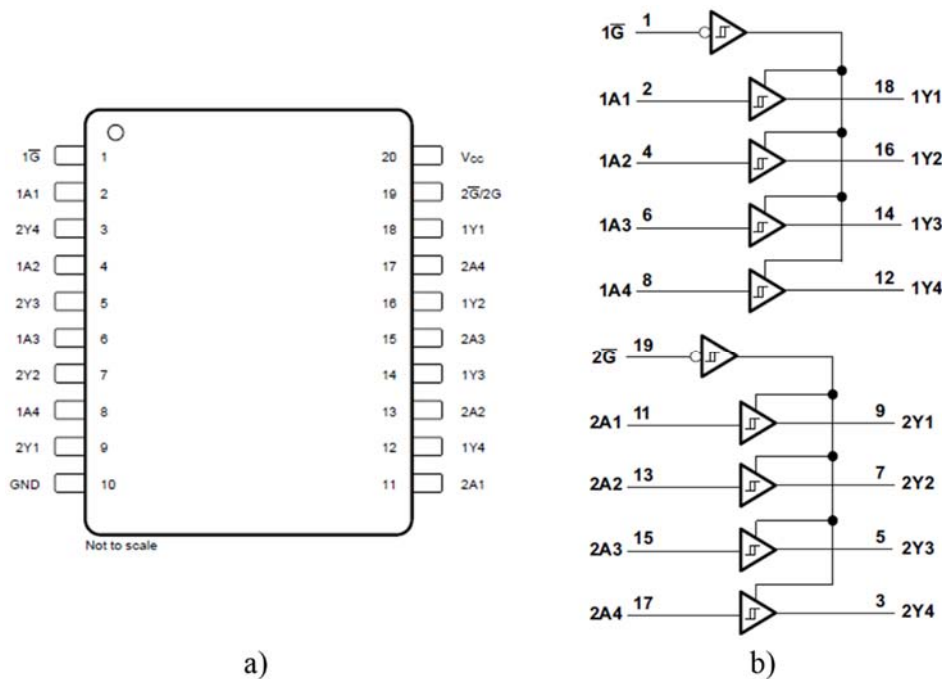 1G̅ 1 20 Vcc
1A1 2 19 2G̅/2G
2Y4 3 18 1Y1
1A2 4 17 2A4
2Y3 5 16 1Y2
1A3 6 15 2A3
2Y2 7 14 1Y3
1A4 8 13 2A2
2Y1 9 12 1Y4
GND 10 11 2A1
Not to scale
a)
1G̅ 1
1A1 2 18 1Y1
1A2 4 16 1Y2
1A3 6 14 1Y3
1A4 8 12 1Y4
2G̅ 19
2A1 11 9 2Y1
2A2 13 7 2Y2
2A3 15 5 2Y3
2A4 17 3 2Y4
b)